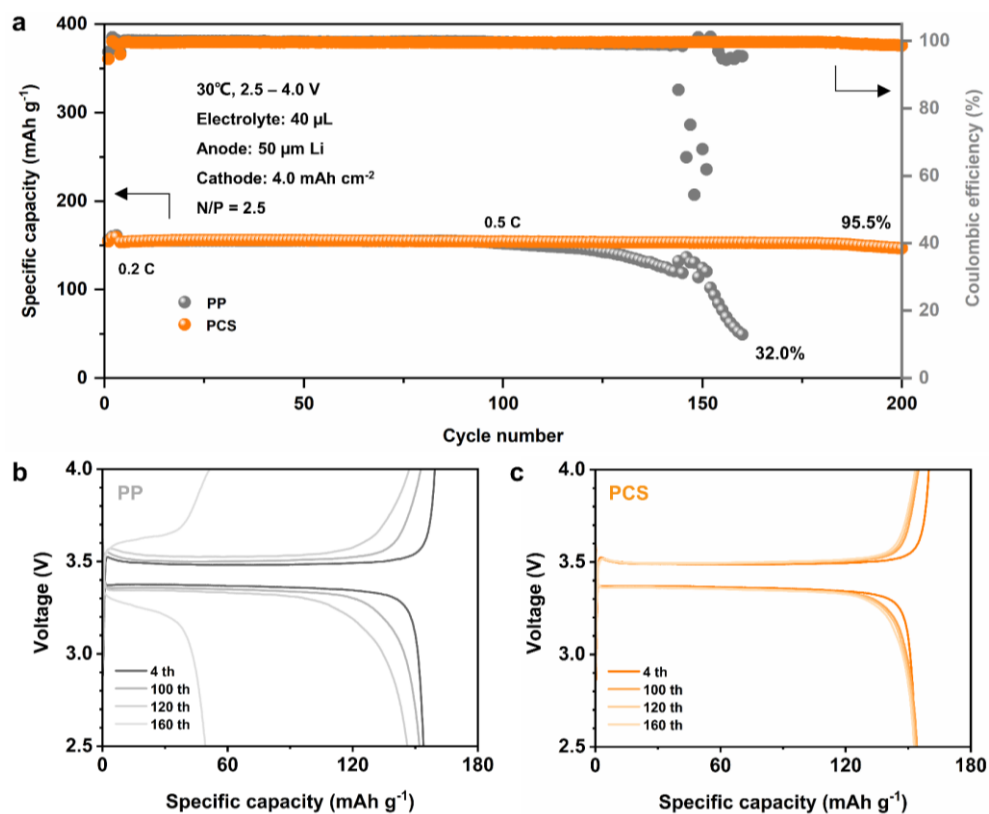 a
400
300
200
100
0
Specific capacity (mAh g⁻¹)
100
80
60
40
20
0
Coulombic efficiency (%)
30℃, 2.5 – 4.0 V
Electrolyte: 40 μL
Anode: 50 μm Li
Cathode: 4.0 mAh cm⁻²
N/P = 2.5
0.5 C
95.5%
0.2 C
PP
PCS
32.0%
0
50
100
150
200
Cycle number
b
PP
4.0
3.5
3.0
2.5
Voltage (V)
4 th
100 th
120 th
160 th
0
60
120
180
Specific capacity (mAh g⁻¹)
c
PCS
4.0
3.5
3.0
2.5
Voltage (V)
4 th
100 th
120 th
160 th
0
60
120
180
Specific capacity (mAh g⁻¹)